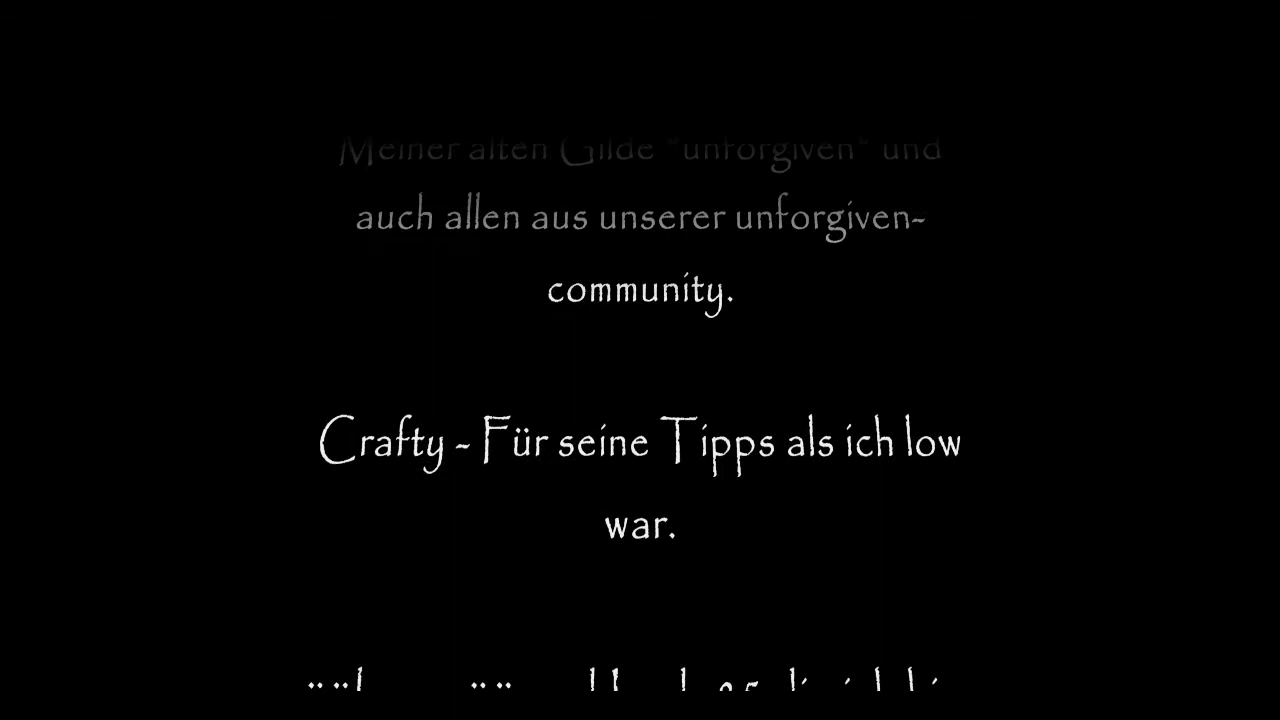 Meiner alten Gilde "unforgiven" und
auch allen aus unserer unforgiven-
community.
Crafty - Für seine Tipps als ich low
war.